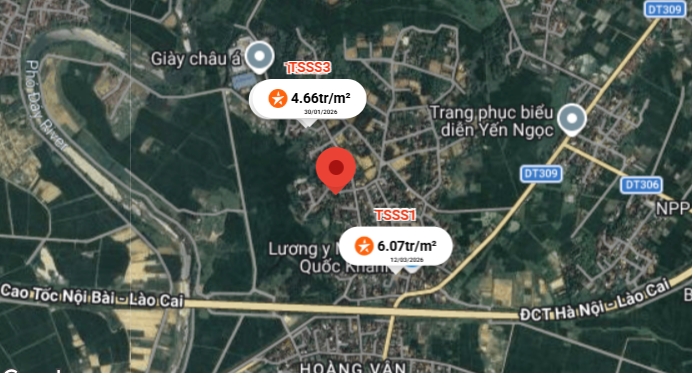 DT309
Giày châu á
TSSS3
4.66tr/m²
30/01/2026
Phó Đáy River
Trang phục biểu
diễn Yến Ngọc
DT309
DT306
NPP
TSSS1
6.07tr/m²
12/03/2026
Lương y
Quốc Khánh
Cao Tốc Nội Bài - Lào Cai
ĐCT Hà Nội - Lào Cai
HOÀNG VÂN